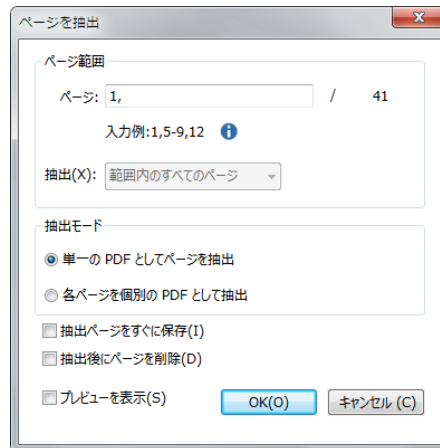 ページを抽出
ページ範囲
ページ: 1, / 41
入力例:1,5-9,12
抽出(X): 範囲内のすべてのページ
抽出モード
単一の PDF としてページを抽出
各ページを個別の PDF として抽出
抽出ページをすぐに保存(I)
抽出後にページを削除(D)
プレビューを表示(S) OK(O) キャンセル (C)